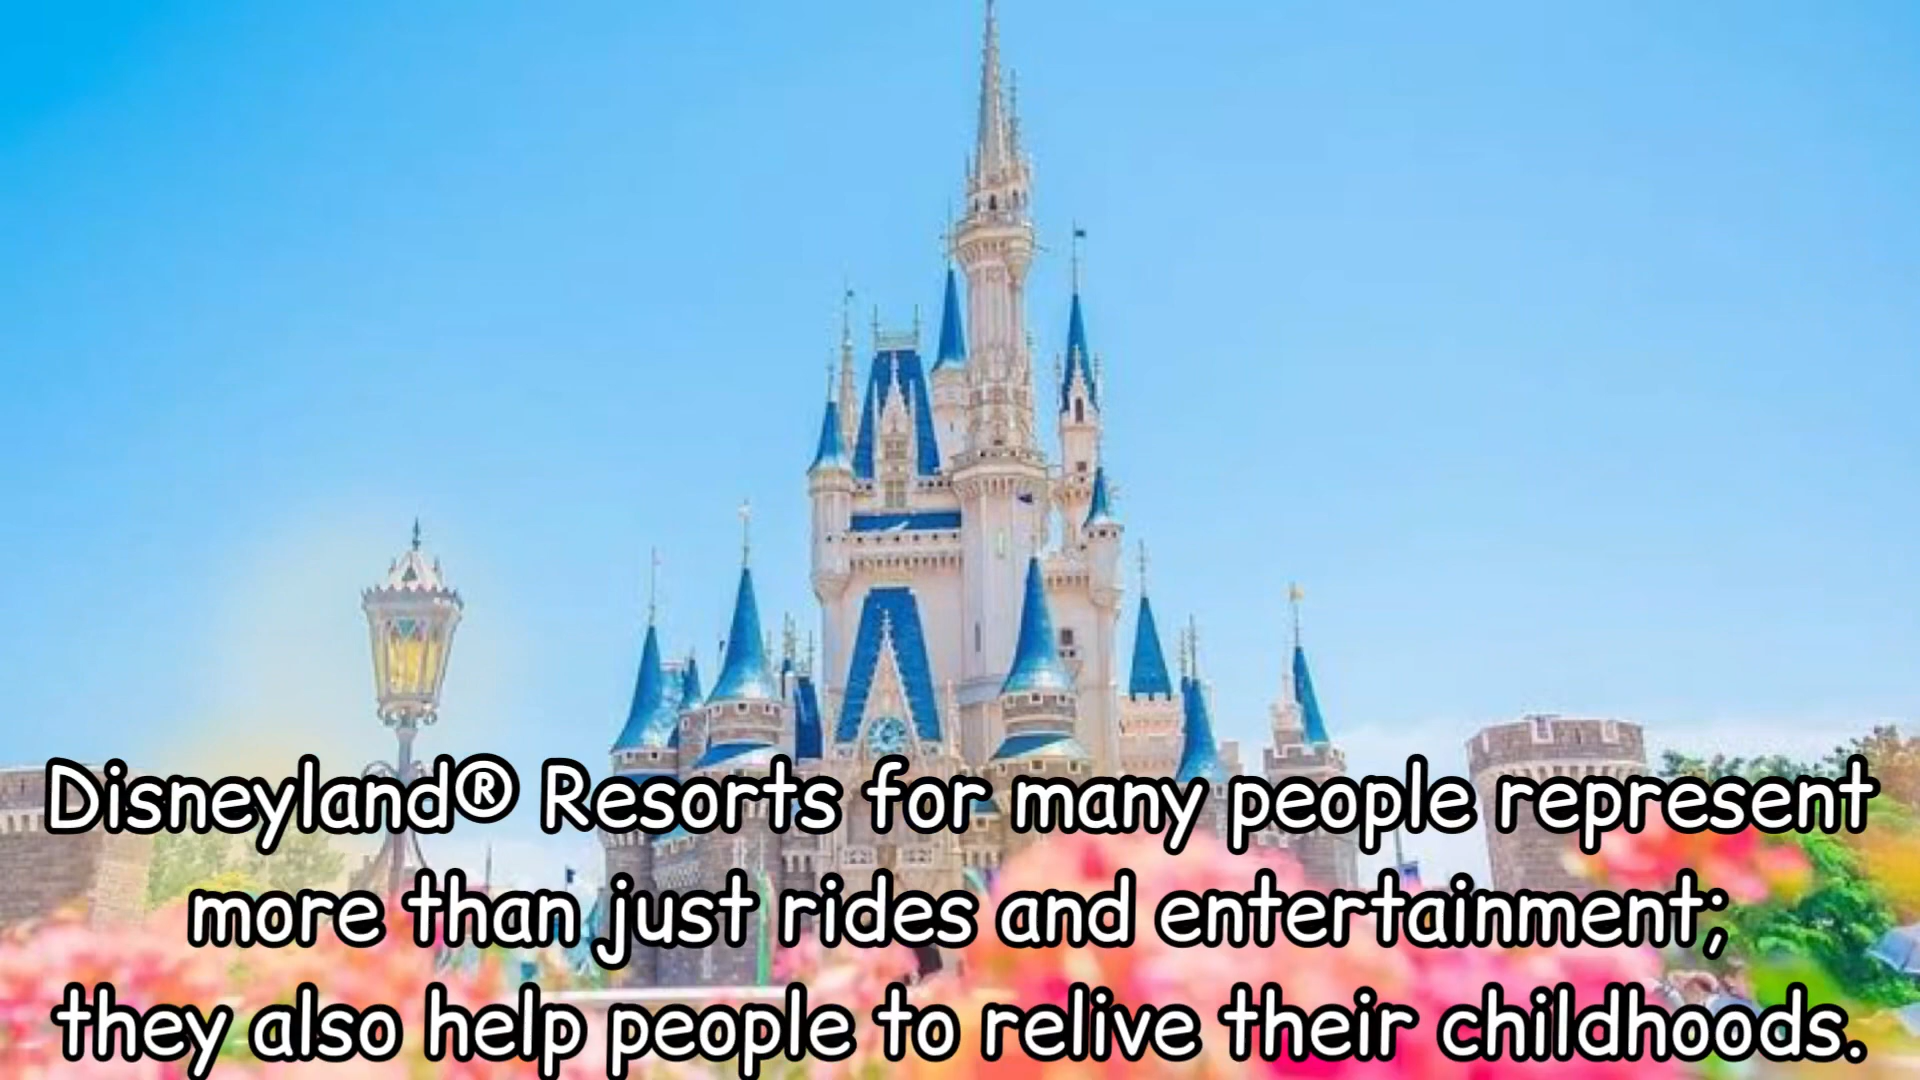 Disneyland® Resorts for many people represent
more than just rides and entertainment;
they also help people to relive their childhoods.